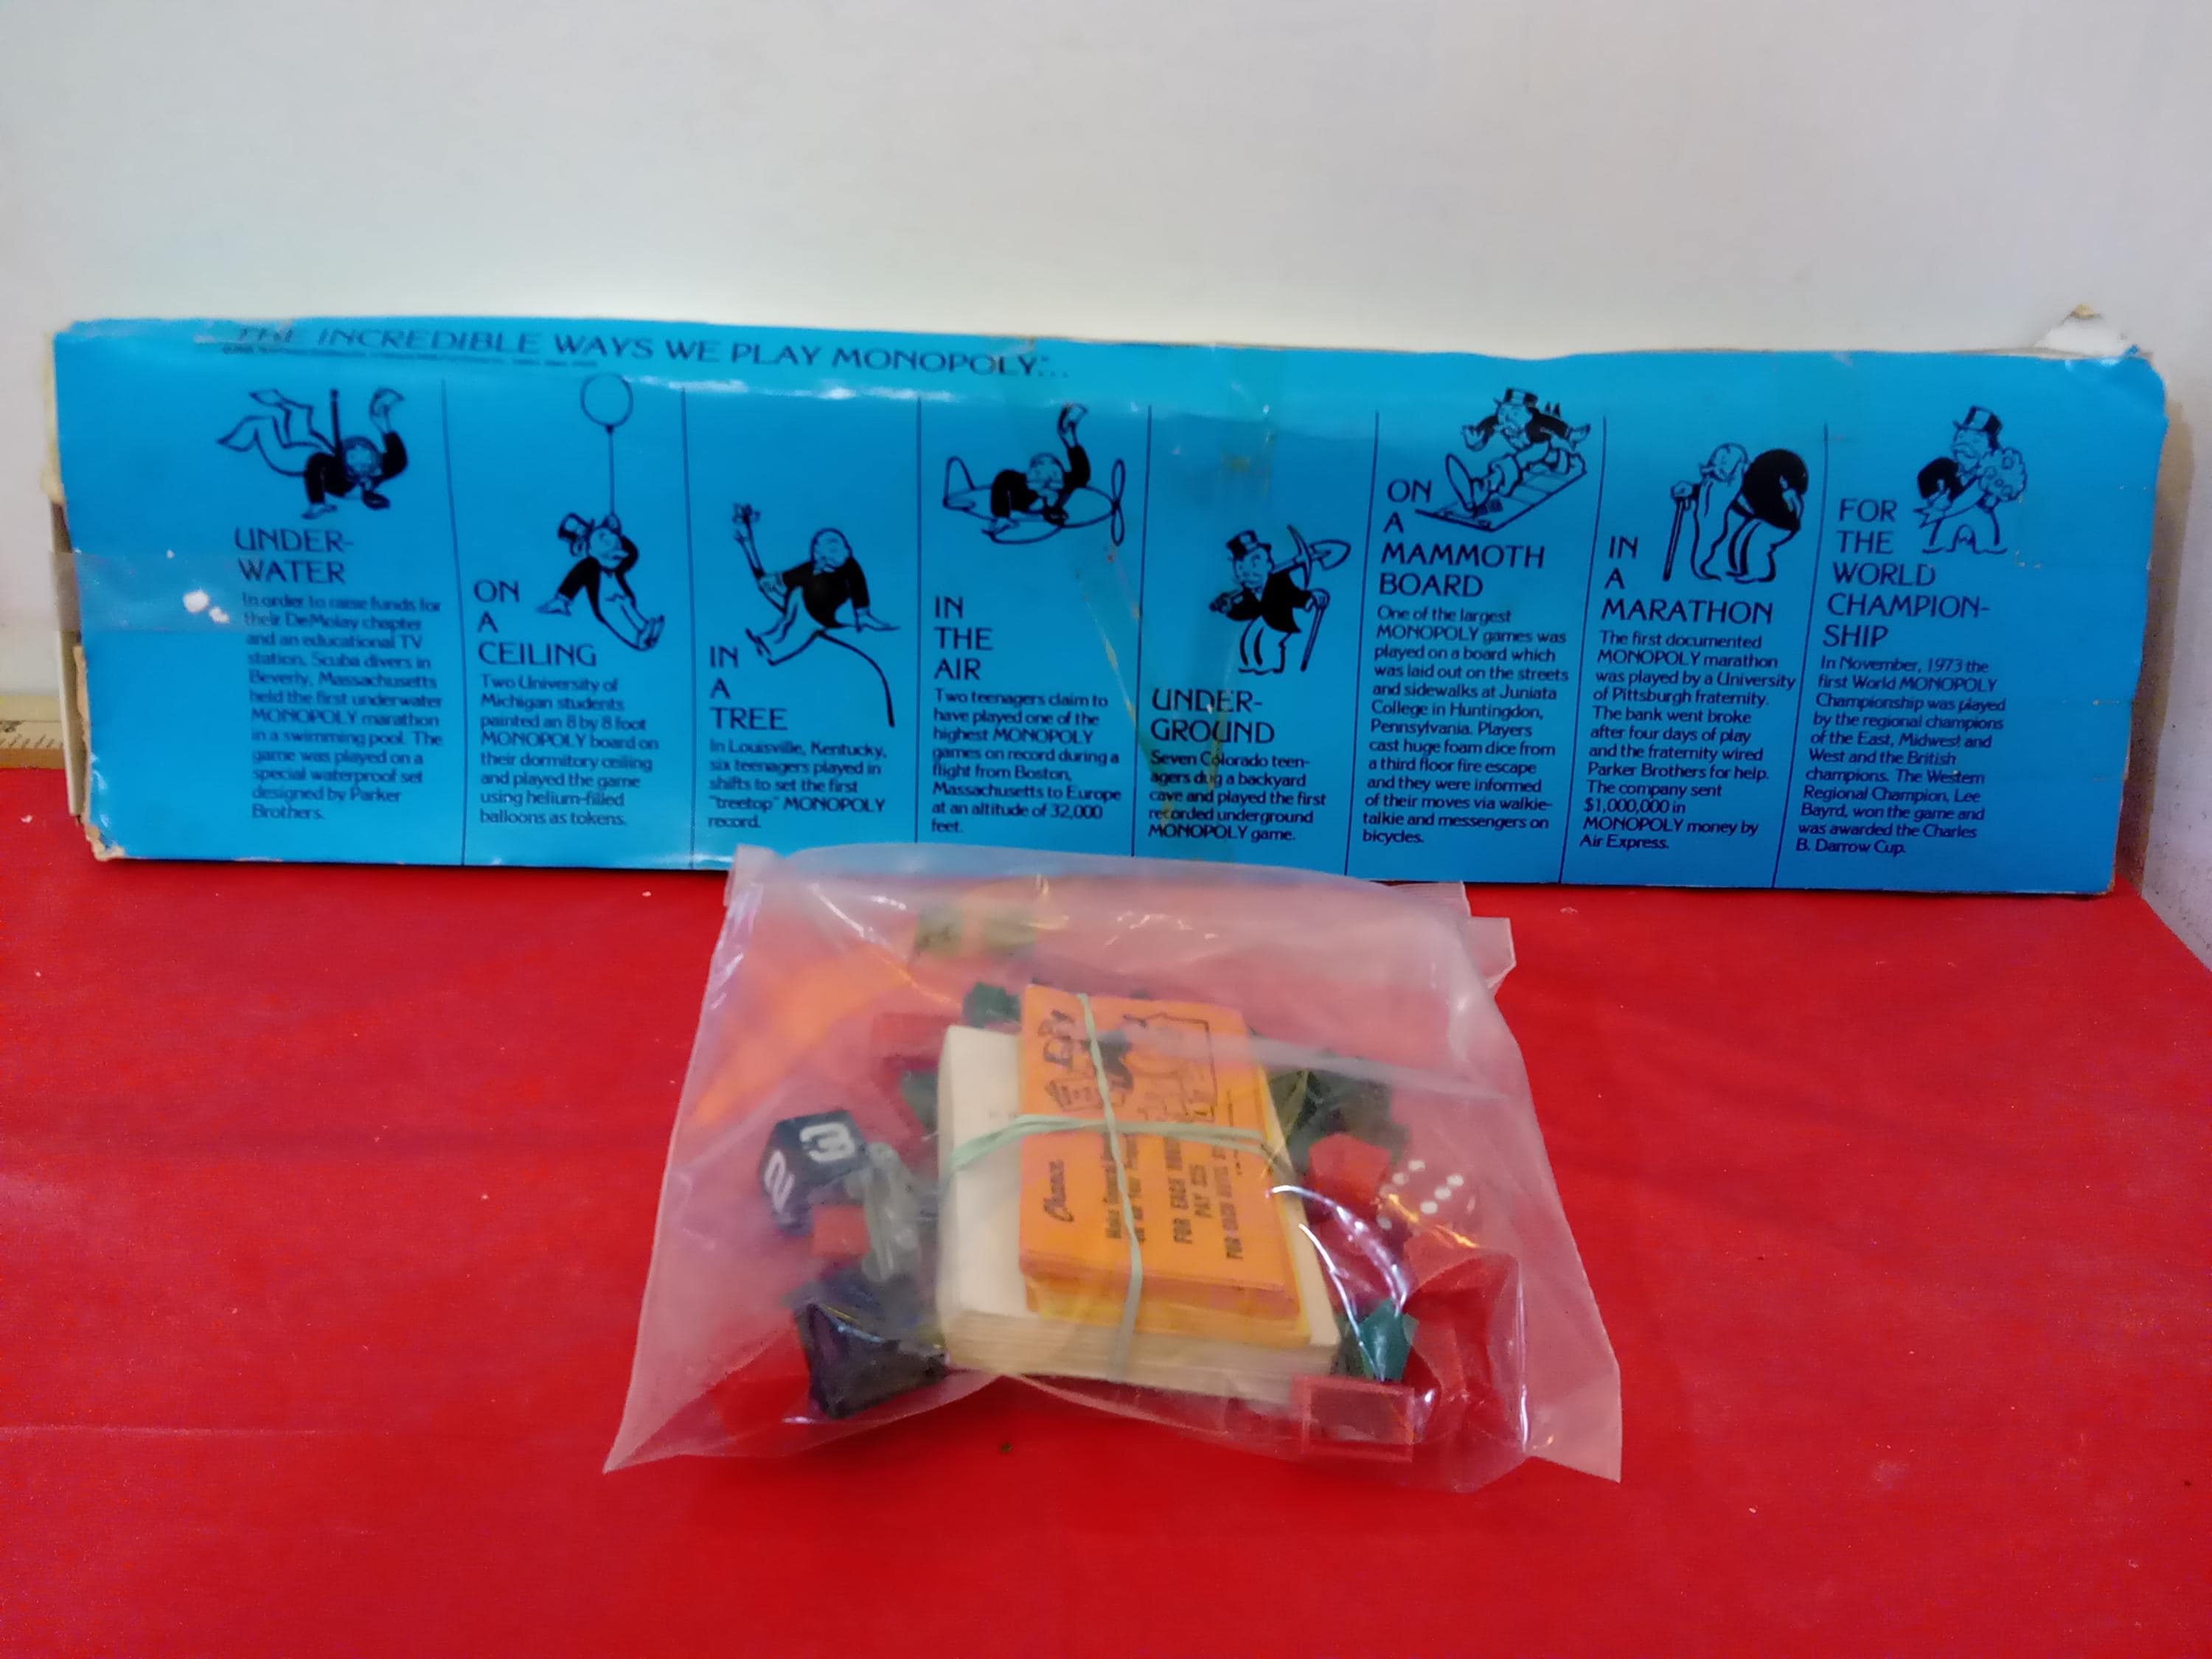 THE INCREDIBLE WAYS WE PLAY MONOPOLY...
UNDER-
WATER
In order to raise funds for
their DeMolay chapter
and an educational TV
station, Scuba divers in
Beverly, Massachusetts
held the first underwater
MONOPOLY marathon
in a swimming pool. The
game was played on a
special waterproof set
designed by Parker
Brothers.
ON
A
CEILING
Two University of
Michigan students
painted an 8 by 8 foot
MONOPOLY board on
their dormitory ceiling
and played the game
using helium-filled
balloons as tokens.
IN
A
TREE
In Louisville, Kentucky,
six teenagers played in
shifts to set the first
"treetop" MONOPOLY
record.
IN
THE
AIR
Two teenagers claim to
have played one of the
highest MONOPOLY
games on record during a
flight from Boston,
Massachusetts to Europe
at an altitude of 32,000
feet.
UNDER-
GROUND
Seven Colorado teen-
agers dug a backyard
cave and played the first
recorded underground
MONOPOLY game.
ON
A
MAMMOTH
BOARD
One of the largest
MONOPOLY games was
played on a board which
was laid out on the streets
and sidewalks at Juniata
College in Huntingdon,
Pennsylvania. Players
cast huge foam dice from
a third floor fire escape
and they were informed
of their moves via walkie-
talkie and messengers on
bicycles.
IN
A
MARATHON
The first documented
MONOPOLY marathon
was played by a University
of Pittsburgh fraternity.
The bank went broke
after four days of play
and the fraternity wired
Parker Brothers for help.
The company sent
$1,000,000 in
MONOPOLY money by
Air Express.
FOR
THE
WORLD
CHAMPION-
SHIP
In November, 1973 the
first World MONOPOLY
Championship was played
by the regional champions
of the East, Midwest and
West and the British
champions. The Western
Regional Champion, Lee
Bayrd, won the game and
was awarded the Charles
B. Darrow Cup.
Chance
Make General
Your
FOR EACH
PAY $25
FOR EACH HOTEL
3
2